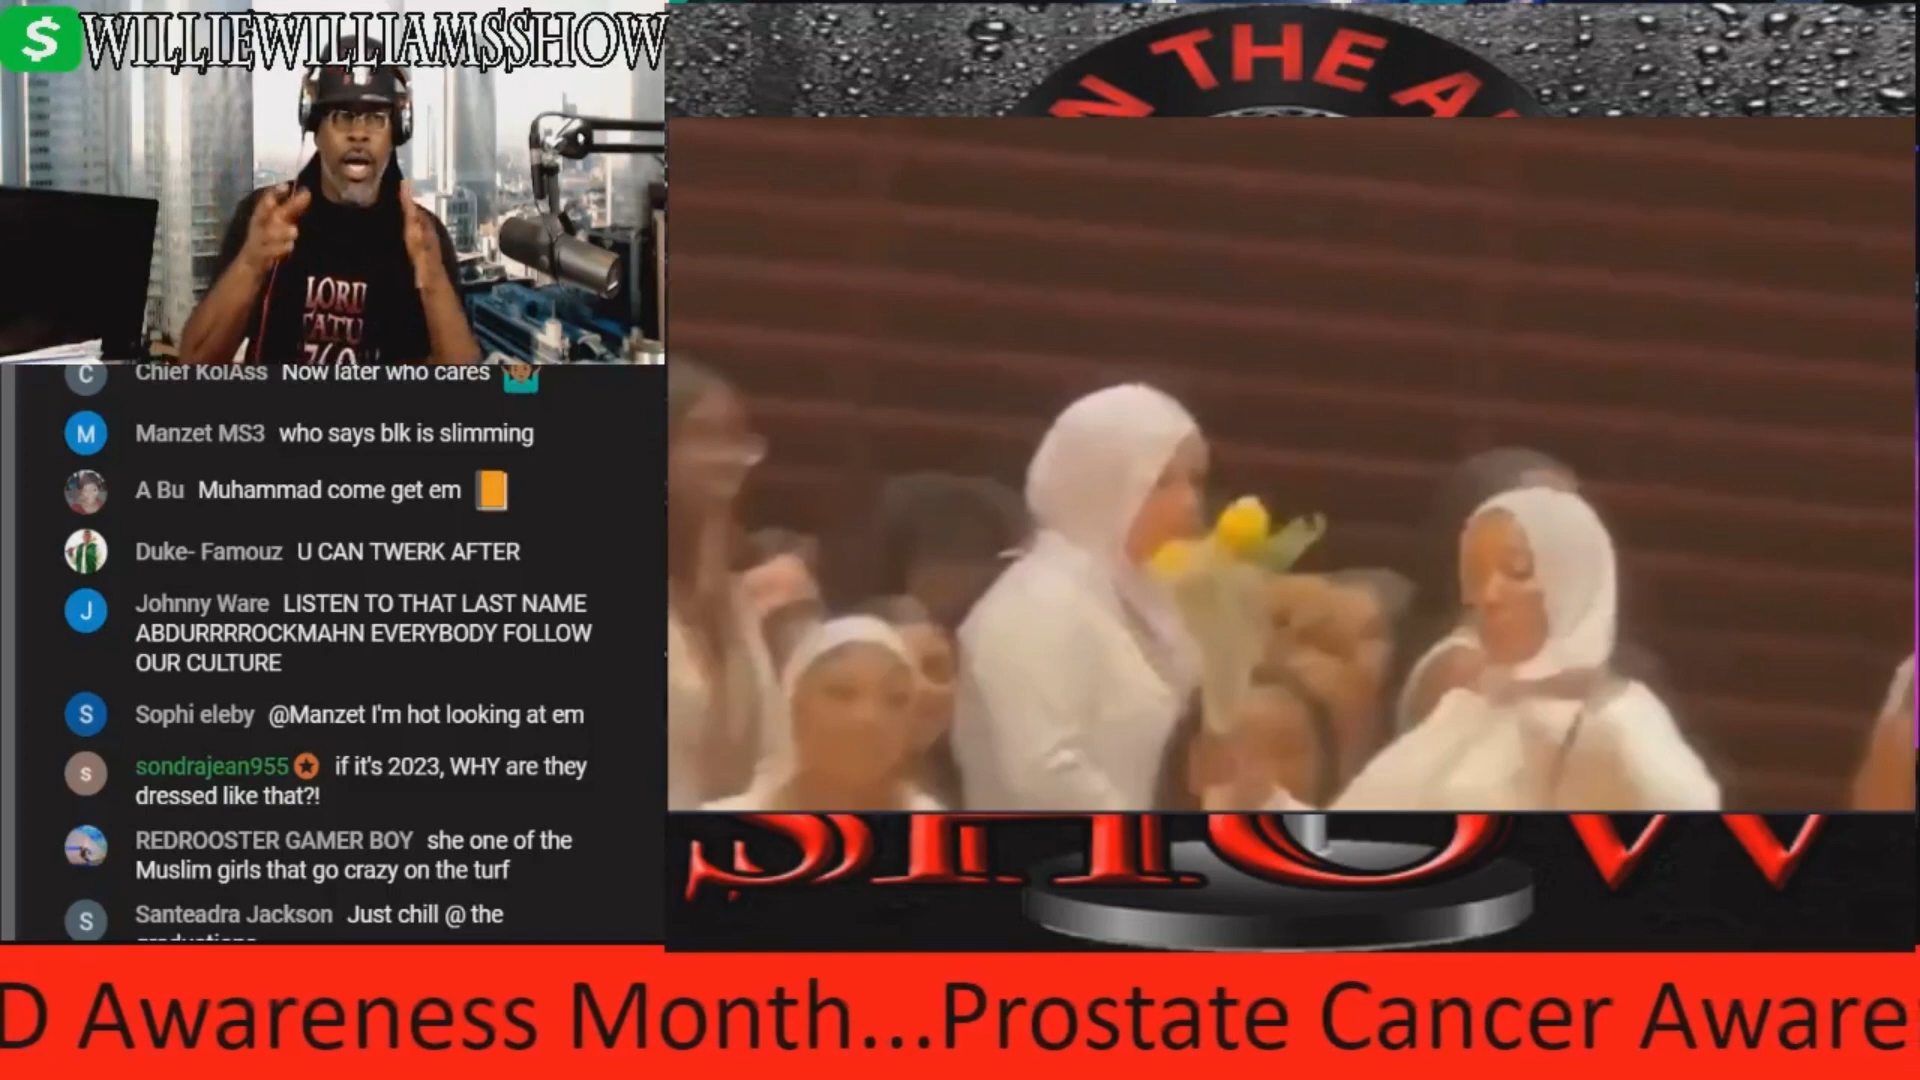 $ WILLIEWILLIAMSSHOW
N THE A
LORD
Chief KolAss Now later who cares
C
M Manzet MS3 who says blk is slimming
A Bu Muhammad come get em
Duke- Famouz U CAN TWERK AFTER
J Johnny Ware LISTEN TO THAT LAST NAME
ABDURRRROCKMAHN EVERYBODY FOLLOW
OUR CULTURE
S Sophi eleby @Manzet I'm hot looking at em
s sondrajean955 if it's 2023, WHY are they
dressed like that?!
REDROOSTER GAMER BOY she one of the
Muslim girls that go crazy on the turf
S Santeadra Jackson Just chill @ the
SHOW
D Awareness Month...Prostate Cancer Aware